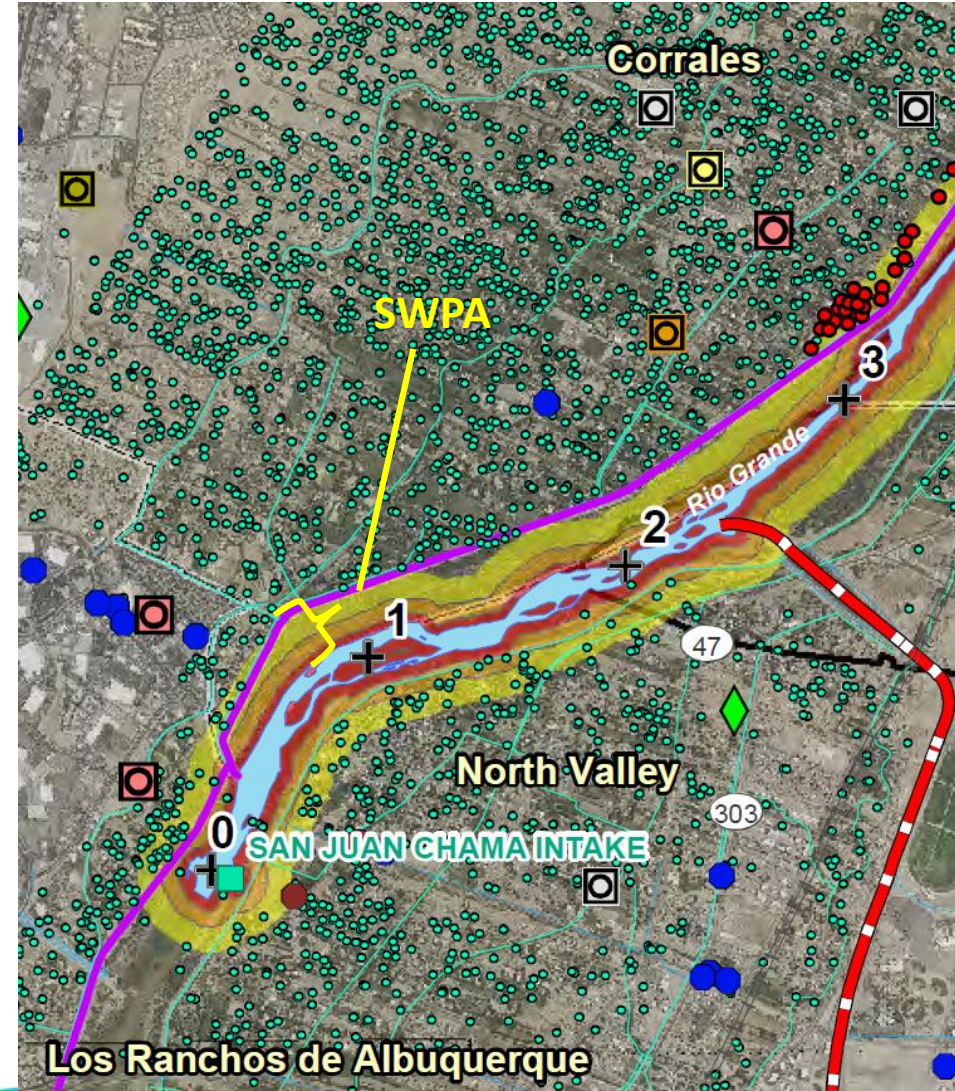 Corrales
SWPA
3
Rio Grande
2
1
47
North Valley
303
0
SAN JUAN CHAMA INTAKE
Los Ranchos de Albuquerque